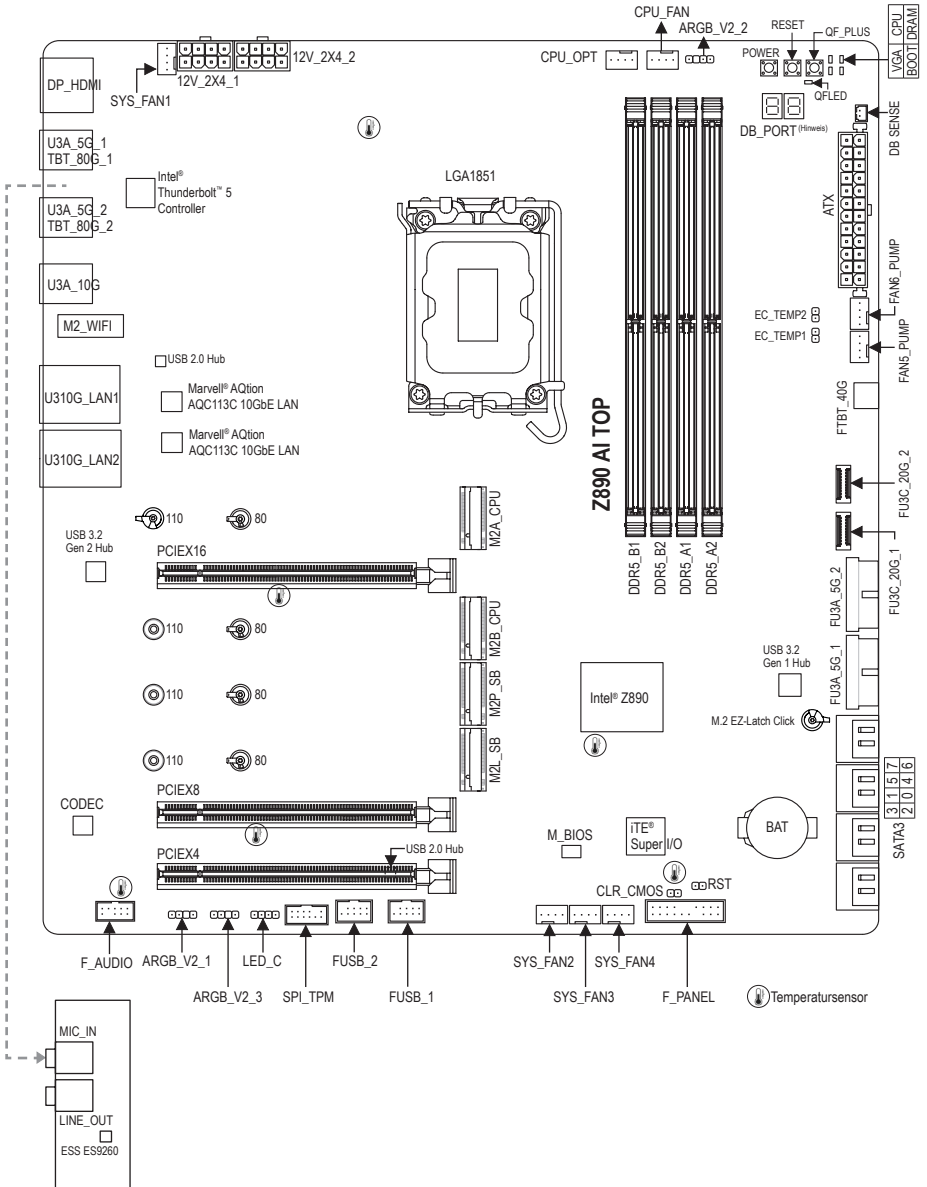 CPU_FAN
ARGB_V2_2
RESET
QF_PLUS
VGA CPU
BOOT DRAM
CPU_OPT
POWER
DP_HDMI
SYS_FAN1
12V_2X4_1
12V_2X4_2
QFLED
DB_PORT (Hinweis)
DB SENSE
U3A_5G_1
TBT_80G_1
Intel®
Thunderbolt™ 5
Controller
LGA1851
ATX
U3A_5G_2
TBT_80G_2
U3A_10G
FAN6_PUMP
EC_TEMP2
EC_TEMP1
M2_WIFI
USB 2.0 Hub
FAN5_PUMP
U310G_LAN1
Marvell® AQtion
AQC113C 10GbE LAN
FTBT_40G
Z890 AI TOP
U310G_LAN2
Marvell® AQtion
AQC113C 10GbE LAN
FU3C_20G_2
110
80
M2A_CPU
USB 3.2
Gen 2 Hub
PCIEX16
DDR5_B1
DDR5_B2
DDR5_A1
DDR5_A2
FU3C_20G_1
FU3A_5G_2
110
80
M2B_CPU
USB 3.2
Gen 1 Hub
FU3A_5G_1
110
80
M2P_SB
Intel® Z890
M.2 EZ-Latch Click
110
80
M2L_SB
PCIEX8
SATA3
3 1 5 7
2 0 4 6
CODEC
BAT
M_BIOS
iTE®
Super I/O
PCIEX4
USB 2.0 Hub
CLR_CMOS
RST
F_AUDIO
ARGB_V2_1
LED_C
FUSB_2
SYS_FAN2
SYS_FAN4
ARGB_V2_3
SPI_TPM
FUSB_1
SYS_FAN3
F_PANEL
Temperatursensor
MIC_IN
LINE_OUT
ESS ES9260